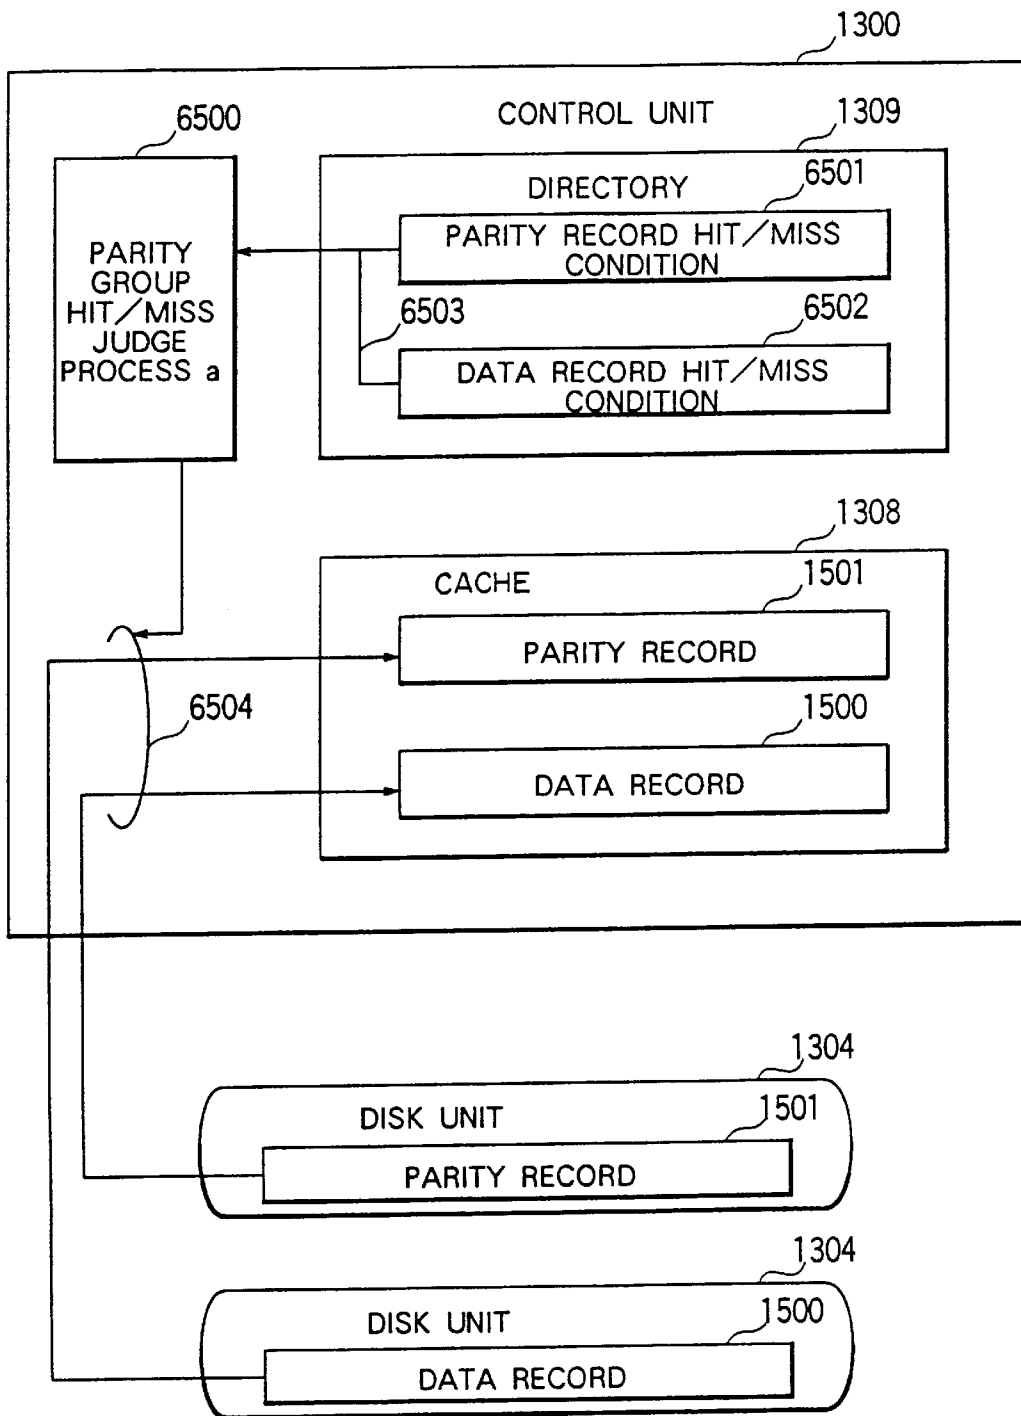 1300
CONTROL UNIT
6500
1309
DIRECTORY
6501
PARITY RECORD HIT/MISS
CONDITION
PARITY
GROUP
HIT/MISS
JUDGE
PROCESS a
6503
6502
DATA RECORD HIT/MISS
CONDITION
1308
CACHE
1501
PARITY RECORD
6504
1500
DATA RECORD
1304
DISK UNIT
1501
PARITY RECORD
1304
DISK UNIT
1500
DATA RECORD